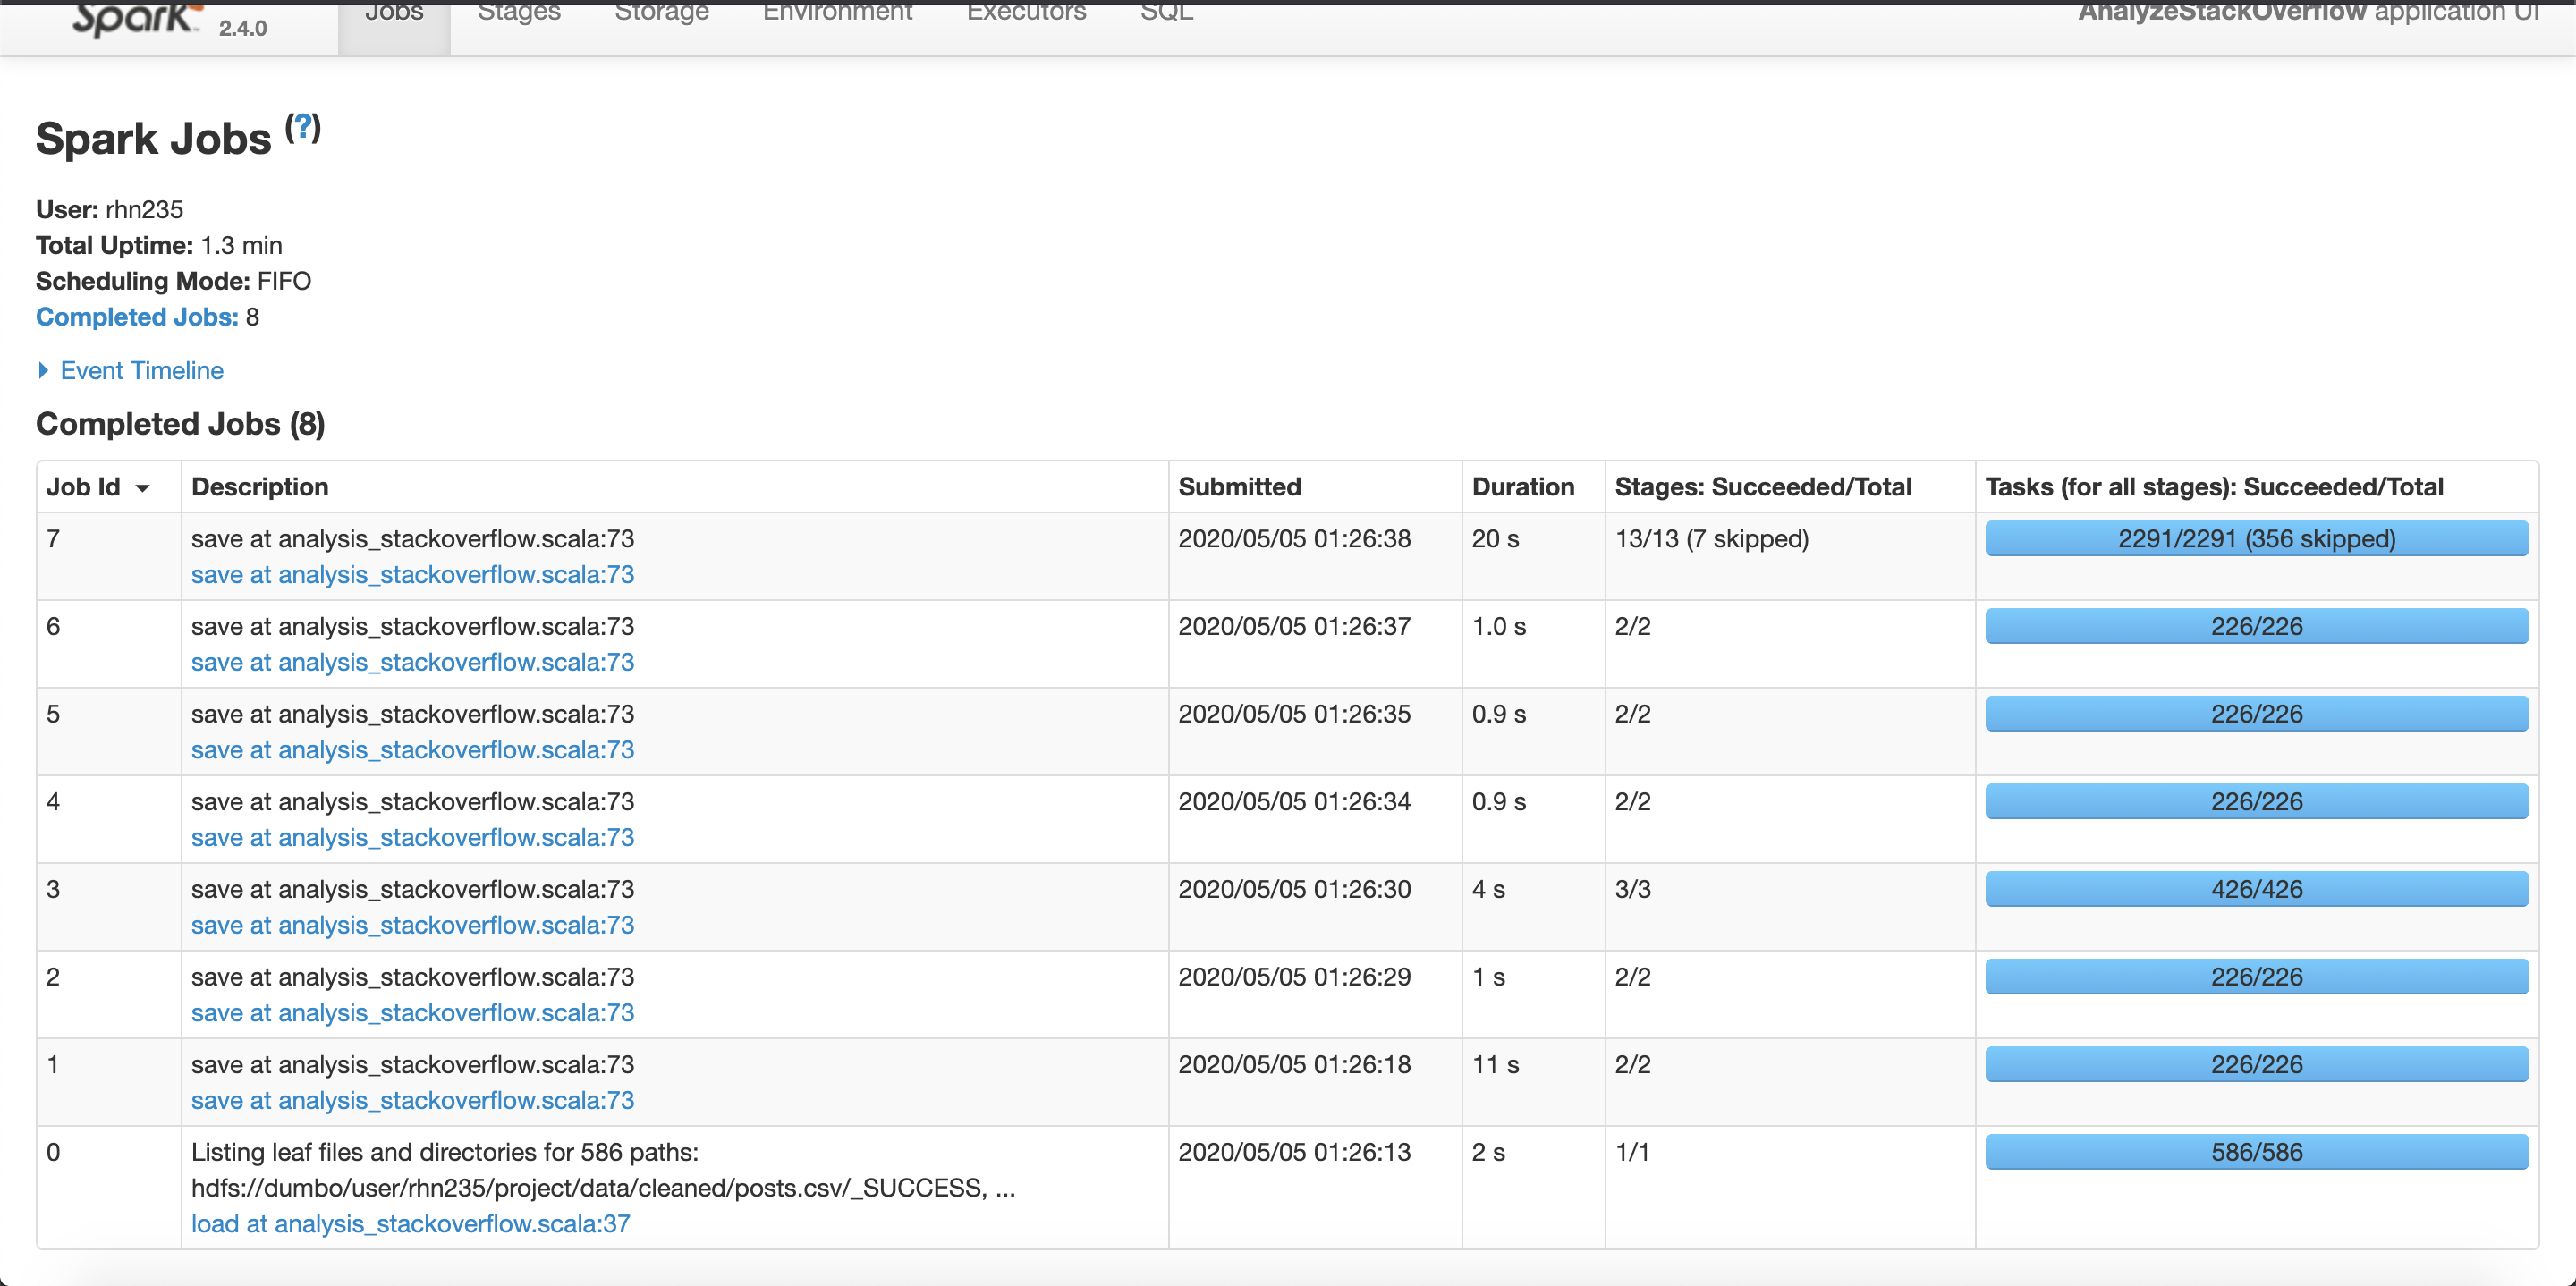 Spark 2.4.0 Jobs Stages Storage Environment Executors SQL AnalyzeStackOverflow application UI
Spark Jobs (?)
User: rhn235
Total Uptime: 1.3 min
Scheduling Mode: FIFO
Completed Jobs: 8
Event Timeline
Completed Jobs (8)
Job Id Description Submitted Duration Stages: Succeeded/Total Tasks (for all stages): Succeeded/Total
7 save at analysis_stackoverflow.scala:73 2020/05/05 01:26:38 20 s 13/13 (7 skipped) 2291/2291 (356 skipped)
save at analysis_stackoverflow.scala:73
6 save at analysis_stackoverflow.scala:73 2020/05/05 01:26:37 1.0 s 2/2 226/226
save at analysis_stackoverflow.scala:73
5 save at analysis_stackoverflow.scala:73 2020/05/05 01:26:35 0.9 s 2/2 226/226
save at analysis_stackoverflow.scala:73
4 save at analysis_stackoverflow.scala:73 2020/05/05 01:26:34 0.9 s 2/2 226/226
save at analysis_stackoverflow.scala:73
3 save at analysis_stackoverflow.scala:73 2020/05/05 01:26:30 4 s 3/3 426/426
save at analysis_stackoverflow.scala:73
2 save at analysis_stackoverflow.scala:73 2020/05/05 01:26:29 1 s 2/2 226/226
save at analysis_stackoverflow.scala:73
1 save at analysis_stackoverflow.scala:73 2020/05/05 01:26:18 11 s 2/2 226/226
save at analysis_stackoverflow.scala:73
0 Listing leaf files and directories for 586 paths: 2020/05/05 01:26:13 2 s 1/1 586/586
hdfs://dumbo/user/rhn235/project/data/cleaned/posts.csv/_SUCCESS, ...
load at analysis_stackoverflow.scala:37